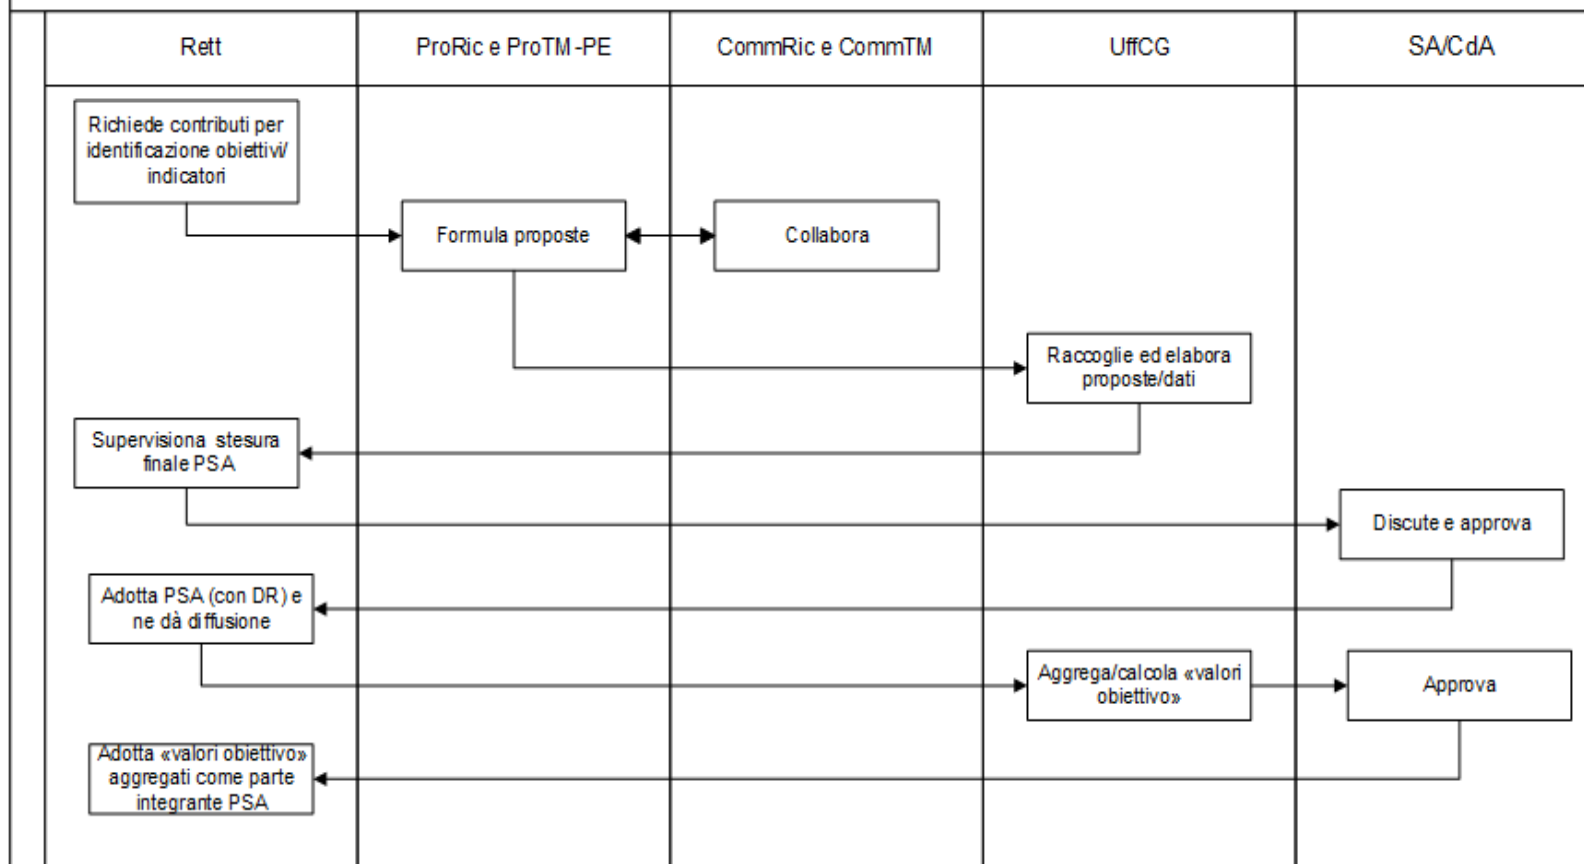 Rett
ProRic e ProTM-PE
CommRic e CommTM
UffCG
SA/CdA
Richiede contributi per
identificazione obiettivi/
indicatori
Formula proposte
Collabora
Raccoglie ed elabora
proposte/dati
Supervisiona stesura
finale PSA
Discute e approva
Adotta PSA (con DR) e
ne dà diffusione
Aggrega/calcola «valori
obiettivo»
Approva
Adotta «valori obiettivo»
aggregati come parte
integrante PSA